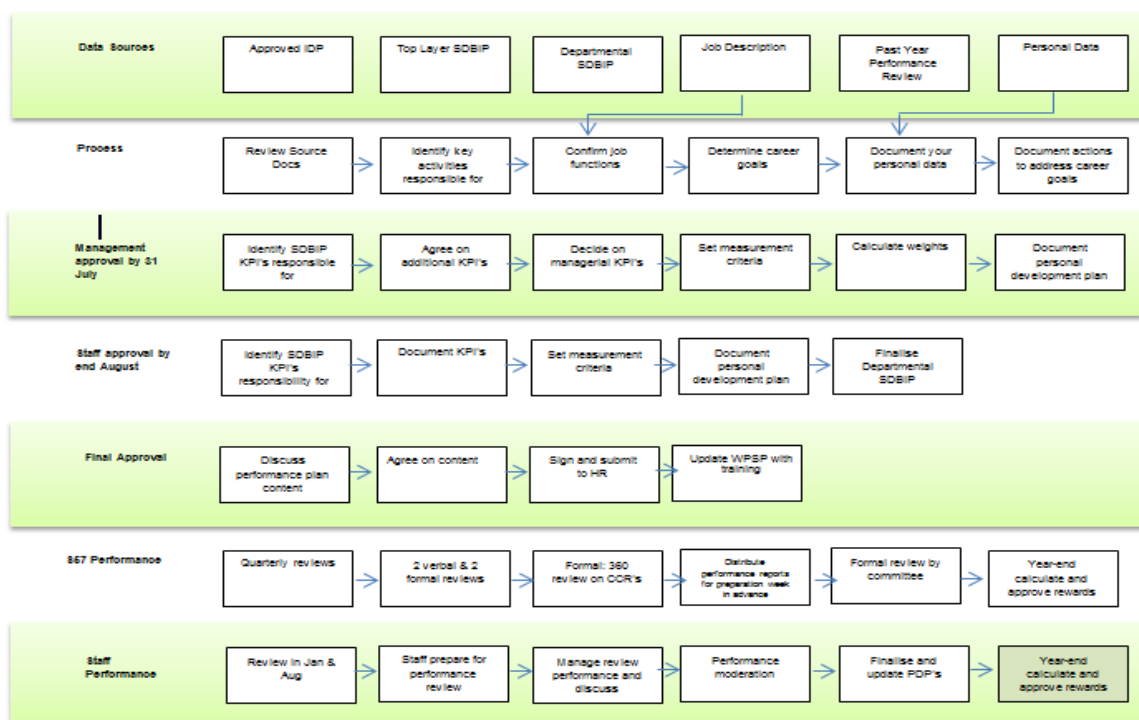 Data Sources
Approved IDP
Top Layer SDBIP
Departmental
SDBIP
Job Description
Past Year
Performance
Review
Personal Data
Process
Review Source
Docs
Identify key
activities
responsible for
Confirm job
functions
Determine career
goals
Document your
personal data
Document actions
to address career
goals
Management
approval by 31
July
Identify SDBIP
KPI's responsible
for
Agree on
additional KPI's
Decide on
managerial KPI's
Set measurement
criteria
Calculate weights
Document
personal
development plan
Staff approval by
end August
Identify SDBIP
KPI's
responsibility for
Document KPI's
Set measurement
criteria
Document
personal
development plan
Finalise
Departmental
SDBIP
Final Approval
Discuss
performance plan
content
Agree on content
Sign and submit
to HR
Update WPSP with
training
S57 Performance
Quarterly reviews
2 verbal & 2
formal reviews
Formal: 360
review on CCR's
Distribute
performance reports
for preparation week
in advance
Formal review by
committee
Year-end
calculate and
approve rewards
Staff
Performance
Review in Jan &
Aug
Staff prepare for
performance
review
Manage review
performance and
discuss
Performance
moderation
Finalise and
update PDP's
Year-end
calculate and
approve rewards